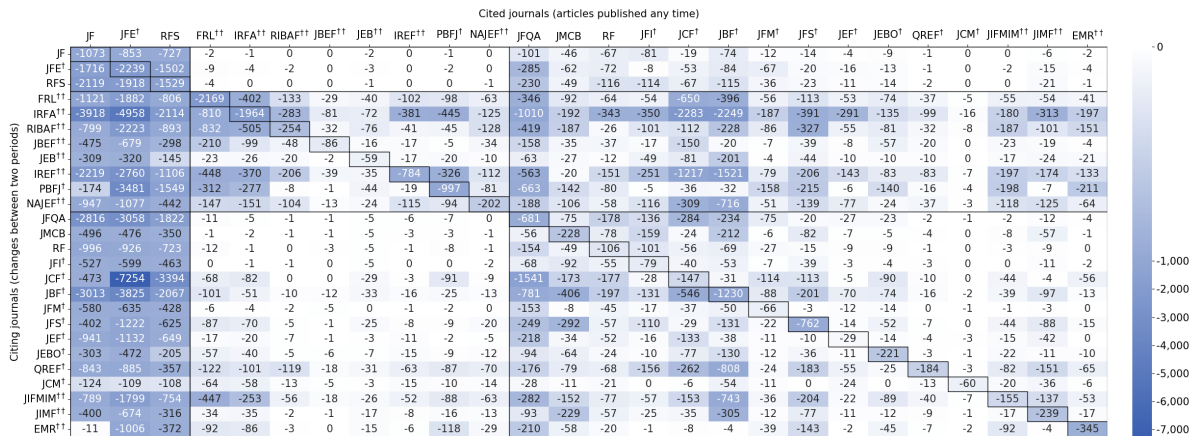 Cited journals (articles published any time)
JF JFE† RFS FRL†† IRFA†† RIBAF†† JBEF†† JEB†† IREF†† PBFJ† NAJEF†† JFQA JMCB RF JFI† JCF† JBF† JFM† JFS† JEF† JEBO† QREF† JCM† JIFMIM†† JIMF†† EMR††
Citing journals (changes between two periods)
JF -1073 -853 -727 -2 -1 0 0 -2 -1 0 0 -101 -46 -67 -81 -19 -74 -12 -14 -4 -9 -1 0 0 -6 -2
JFE† -1716 -2239 -1502 -9 -4 -2 0 -3 0 -2 0 -285 -62 -72 -8 -53 -84 -67 -20 -16 -13 -1 0 -2 -15 -4
RFS -2119 -1918 -1529 -4 0 0 0 0 0 -1 0 -230 -49 -116 -114 -67 -115 -36 -23 -11 -14 -2 0 0 -21 -1
FRL†† -1121 -1882 -806 -2169 -402 -133 -29 -40 -102 -98 -63 -346 -92 -64 -54 -650 -396 -56 -113 -53 -74 -37 -5 -55 -54 -41
IRFA†† -3918 -4958 -2114 -810 -1964 -283 -81 -72 -381 -445 -125 -1010 -192 -343 -350 -2283 -2249 -187 -391 -291 -135 -99 -16 -180 -313 -197
RIBAF†† -799 -2223 -893 -832 -505 -254 -32 -76 -41 -45 -128 -419 -187 -26 -101 -112 -228 -86 -327 -55 -57 -54 -23 -187 -101 -151
JBEF†† -475 -679 -298 -210 -99 -48 -86 -16 -17 -5 -34 -158 -35 -37 -42 -150 -20 -7 -39 -8 -57 -20 0 -23 -19 -4
JEB†† -309 -320 -145 -23 -26 -20 -2 -59 -17 -20 -10 -63 -27 -12 -49 -81 -201 -4 -44 -10 -10 -10 0 -17 -24 -21
IREF†† -2219 -2760 -1106 -448 -370 -206 -39 -35 -784 -326 -112 -563 -20 -151 -251 -1217 -1521 -79 -206 -143 -83 -83 -7 -197 -174 -133
PBFJ† -174 -3481 -1549 -312 -277 -8 -1 -44 -19 -997 -81 -663 -142 -80 -5 -36 -32 -158 -215 -6 -140 -16 -4 -198 -7 -211
NAJEF†† -947 -1077 -442 -147 -151 -104 -13 -24 -115 -94 -202 -188 -106 -58 -116 -309 -716 -51 -139 -77 -24 -37 -3 -118 -125 -64
JFQA -2816 -3058 -1822 -11 -5 -1 -1 -5 -6 -7 0 -681 -75 -178 -136 -284 -234 -75 -20 -27 -23 -2 -1 -2 -12 -4
JMCB -496 -476 -350 -1 -2 -1 -1 -5 -3 -3 -1 -56 -228 -78 -159 -24 -212 -6 -82 -7 -5 -4 0 -8 -57 -1
RF -996 -926 -723 -12 -1 0 -3 -5 -1 -8 -1 -154 -49 -106 -101 -56 -69 -27 -15 -9 -9 -1 0 -3 -9 0
JFI† -527 -599 -463 0 -1 -1 -3 -5 -1 -2 -1 -68 -92 -55 -79 -40 -53 -7 -39 -3 -4 -3 0 -1 -7 0
JCF† -473 -7254 -3394 -68 -82 0 0 -29 -3 -91 -9 -1541 -173 -177 -28 -147 -31 -114 -113 -5 -90 -10 0 -44 -4 -56
JBF† -3013 -3825 -2067 -101 -51 -10 -12 -33 -16 -25 -13 -781 -406 -197 -131 -546 -1230 -88 -201 -70 -74 -16 -2 -39 -97 -13
JFM† -580 -635 -428 -6 -4 -2 -5 0 -1 -1 -4 -153 -8 -45 -17 -37 -50 -66 -3 -12 -14 0 -1 -2 -1 -1
JFS† -402 -1222 -625 -87 -70 -5 -1 -25 -8 -9 -20 -249 -292 -57 -110 -29 -131 -22 -762 -14 -52 -7 0 -44 -88 -15
JEF† -941 -1132 -649 -17 -20 -1 -3 -3 -11 -2 -5 -218 -34 -52 -16 -133 -38 -11 -10 -29 -11 0 -3 -15 -42 0
JEBO† -303 -472 -205 -57 -40 -5 -6 -7 -15 -9 -12 -94 -64 -24 -10 -77 -130 -12 -42 -2 -221 -3 -1 -22 -11 -10
QREF† -843 -885 -357 -122 -101 -119 -18 -31 -63 -87 -70 -176 -79 -68 -156 -262 -808 -24 -183 -55 -25 -184 -3 -82 -151 -65
JCM† -124 -109 -108 -64 -58 -13 -5 -3 -15 -10 -14 -28 -11 -21 0 -6 -54 -14 0 -24 0 -13 -60 -20 -36 -6
JIFMIM†† -789 -1799 -754 -447 -253 -56 -18 -26 -52 -88 -63 -282 -152 -77 -57 -153 -743 -36 -204 -22 -89 -40 -7 -155 -137 -53
JIMF†† -400 -674 -316 -34 -35 -2 -1 -17 -8 -16 -13 -93 -229 -57 -25 -35 -305 -12 -77 -11 -12 -9 -1 -17 -239 -17
EMR†† -11 -1006 -372 -92 -86 -3 0 -15 -6 -118 -29 -210 -58 -20 -1 -8 -4 -39 -143 -2 -45 -7 -2 -92 -4 -345
0
-1,000
-2,000
-3,000
-4,000
-5,000
-6,000
-7,000